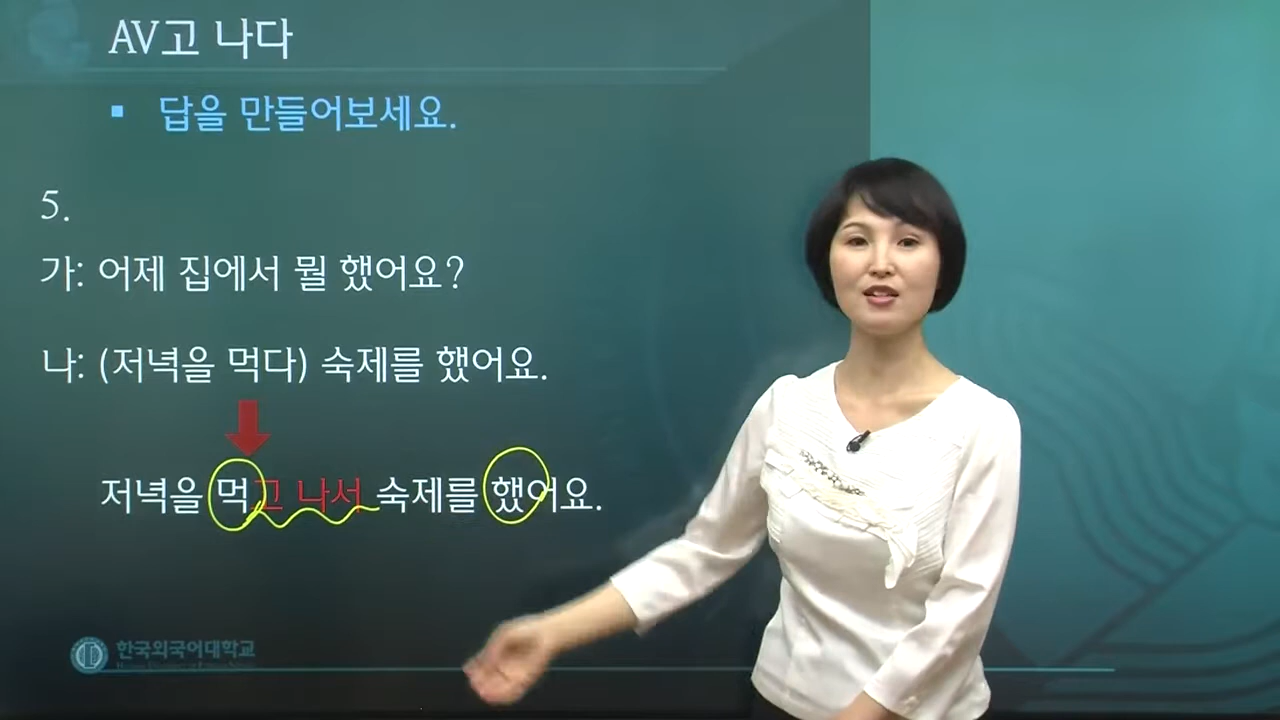 AV고 나다
▪ 답을 만들어보세요.
5.
가: 어제 집에서 뭘 했어요?
나: (저녁을 먹다) 숙제를 했어요.
저녁을 먹고 나서 숙제를 했어요.
한국외국어대학교